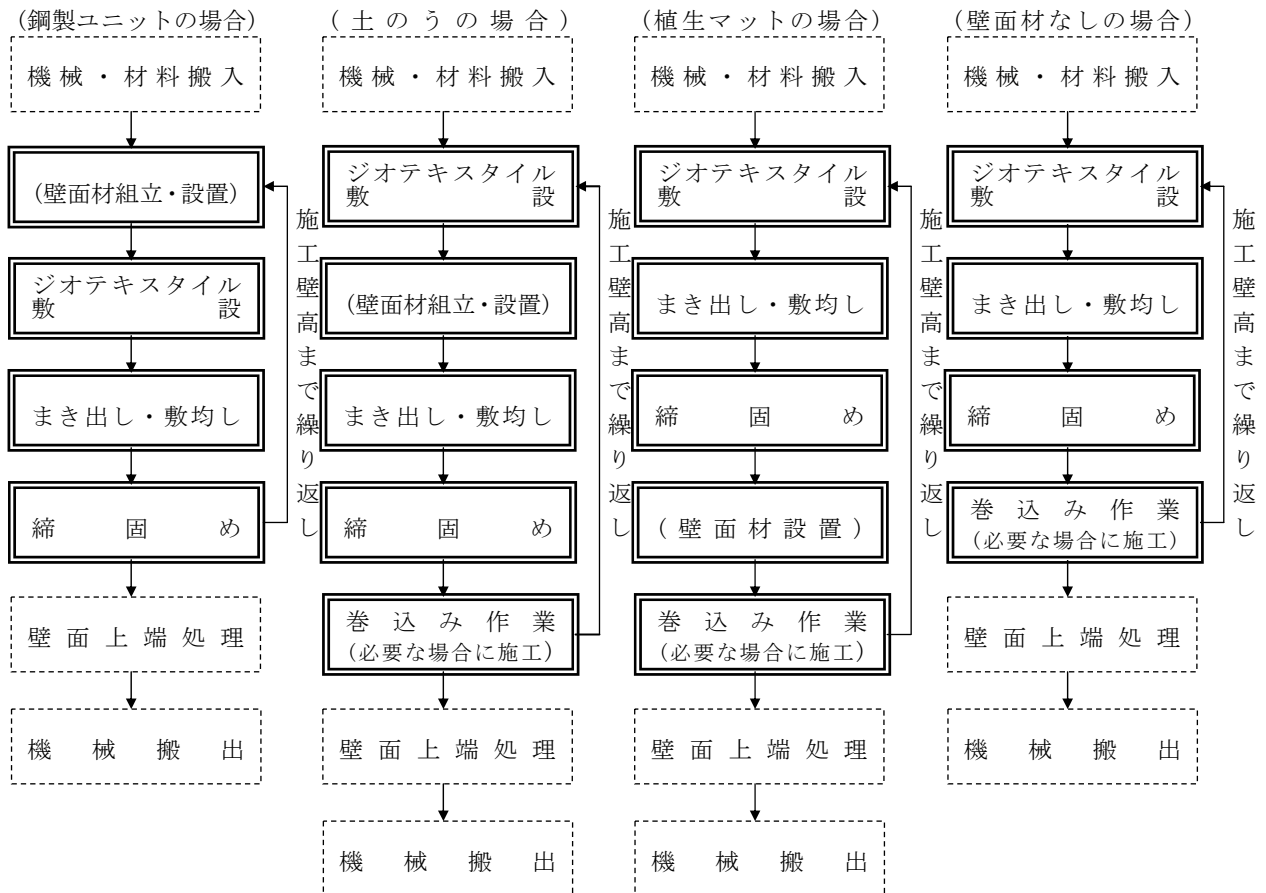 (鋼製ユニットの場合)
機械・材料搬入
(壁面材組立・設置)
ジオテキスタイル
敷設
まき出し・敷均し
締固め
壁面上端処理
機械搬出
施工壁高まで繰り返し
(土のうの場合)
機械・材料搬入
ジオテキスタイル
敷設
(壁面材組立・設置)
まき出し・敷均し
締固め
巻込み作業
(必要な場合に施工)
壁面上端処理
機械搬出
施工壁高まで繰り返し
(植生マットの場合)
機械・材料搬入
ジオテキスタイル
敷設
まき出し・敷均し
締固め
(壁面材設置)
巻込み作業
(必要な場合に施工)
壁面上端処理
機械搬出
施工壁高まで繰り返し
(壁面材なしの場合)
機械・材料搬入
ジオテキスタイル
敷設
まき出し・敷均し
締固め
巻込み作業
(必要な場合に施工)
壁面上端処理
機械搬出
施工壁高まで繰り返し